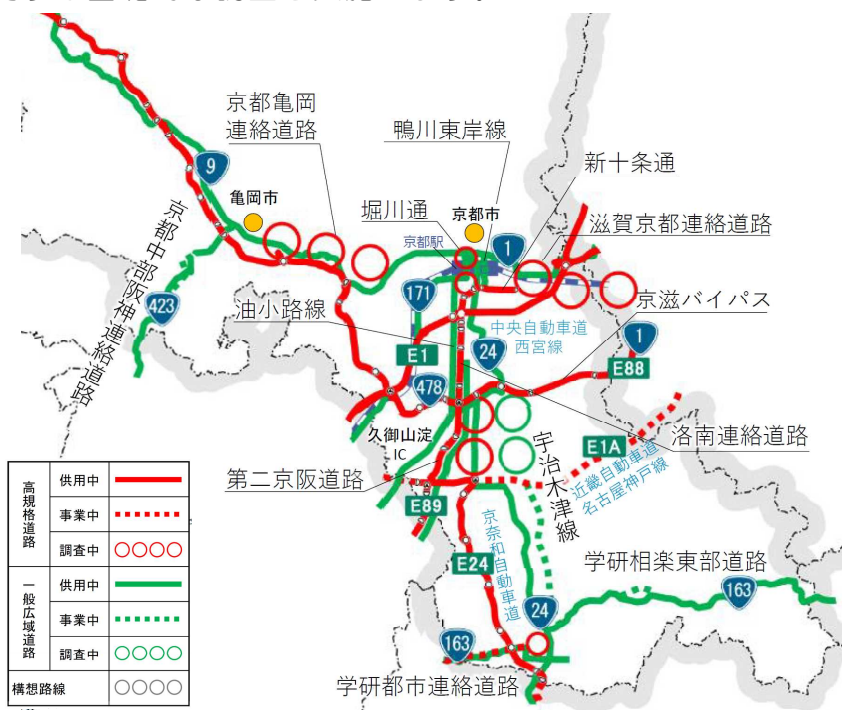 京都亀岡
連絡道路
鴨川東岸線
新十条通
9
亀岡市
堀川通
京都市
京都駅
1
滋賀京都連絡道路
京都中部阪神連絡道路
423
171
油小路線
中央自動車道
西宮線
京滋バイパス
1
E1
24
E88
478
久御山淀
IC
宇治木津線
E1A
洛南連絡道路
近畿自動車道
名古屋神戸線
第二京阪道路
E89
京奈和自動車道
E24
学研相楽東部道路
163
24
163
学研都市連絡道路
高規格道路
供用中
事業中
調査中
一般広域道路
供用中
事業中
調査中
構想路線